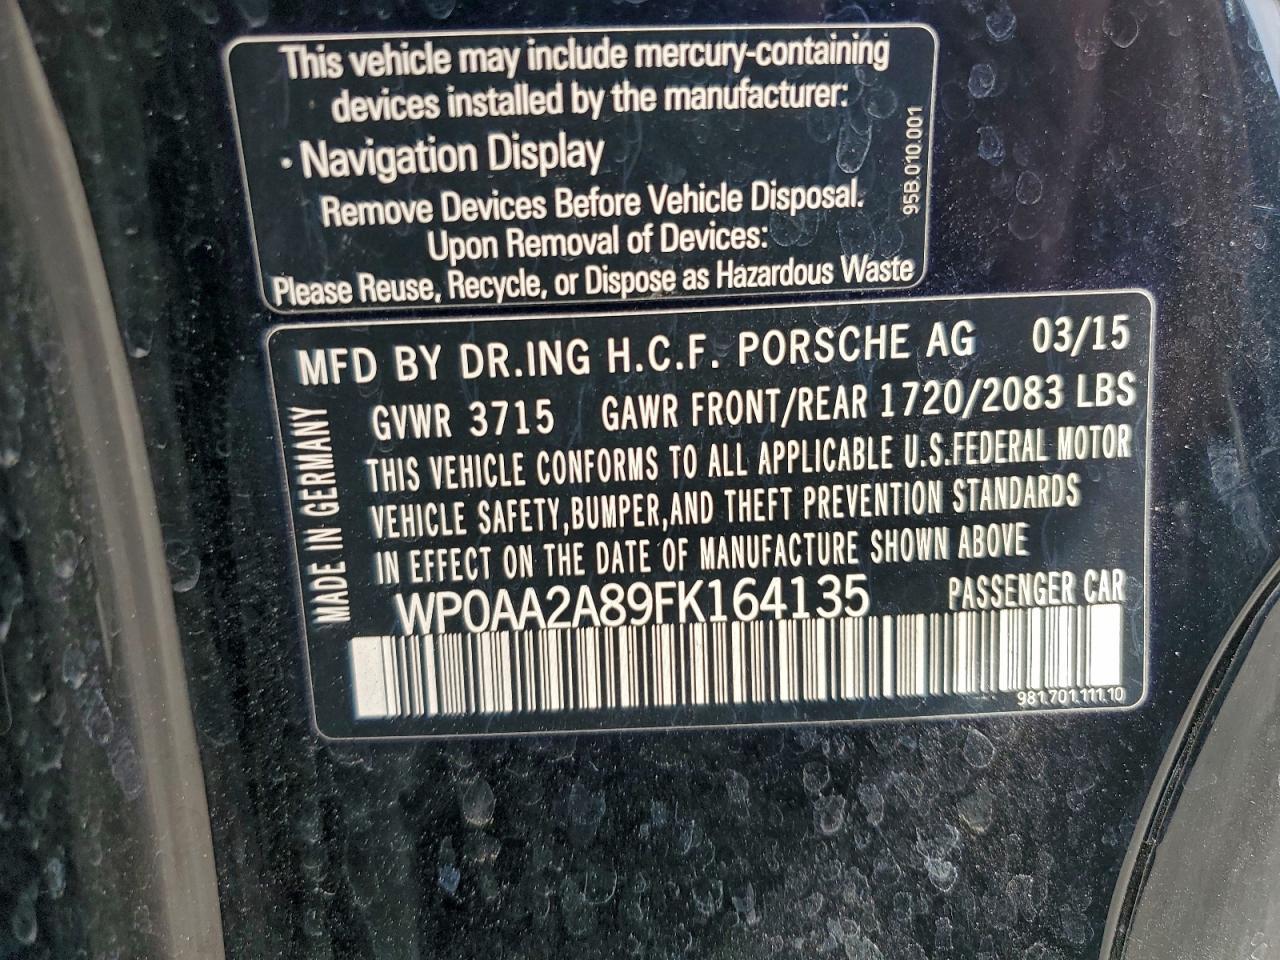 This vehicle may include mercury-containing
devices installed by the manufacturer:
• Navigation Display
Remove Devices Before Vehicle Disposal.
Upon Removal of Devices:
Please Reuse, Recycle, or Dispose as Hazardous Waste
95B.010.001
MFD BY DR.ING H.C.F. PORSCHE AG 03/15
GVWR 3715 GAWR FRONT/REAR 1720/2083 LBS
THIS VEHICLE CONFORMS TO ALL APPLICABLE U.S.FEDERAL MOTOR
VEHICLE SAFETY,BUMPER,AND THEFT PREVENTION STANDARDS
IN EFFECT ON THE DATE OF MANUFACTURE SHOWN ABOVE
WP0AA2A89FK164135 PASSENGER CAR
981.701.111.10
MADE IN GERMANY